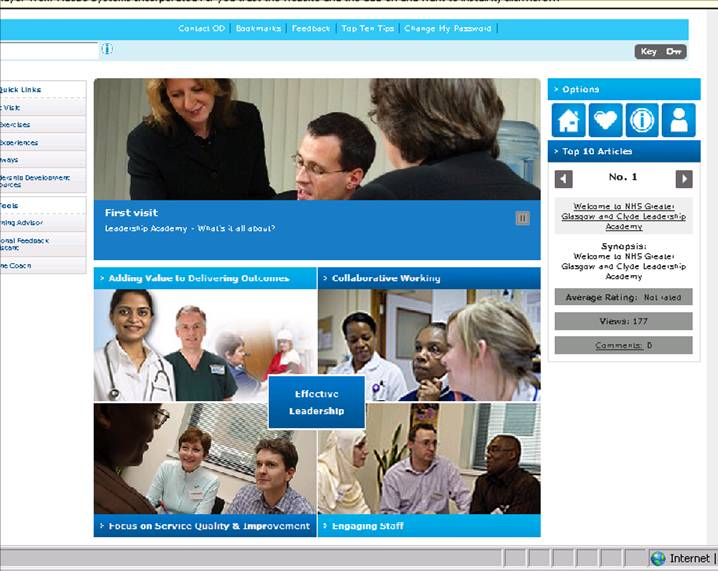 Contact OD | Bookmarks | Feedback | Top Ten Tips | Change My Password |
Key
Quick Links
Visit
Exercises
Experiences
ways
dership Development
ources
Tools
ning Advisor
ional Feedback
istant
ne Coach
First visit
Leadership Academy - What's it all about?
> Adding Value to Delivering Outcomes
> Collaborative Working
Effective
Leadership
> Focus on Service Quality & Improvement
> Engaging Staff
> Options
> Top 10 Articles
No. 1
Welcome to NHS Greater
Glasgow and Clyde Leadership
Academy
Synopsis:
Welcome to NHS Greater
Glasgow and Clyde Leadership
Academy
Average Rating: Not rated
Views: 177
Comments: 0
Internet